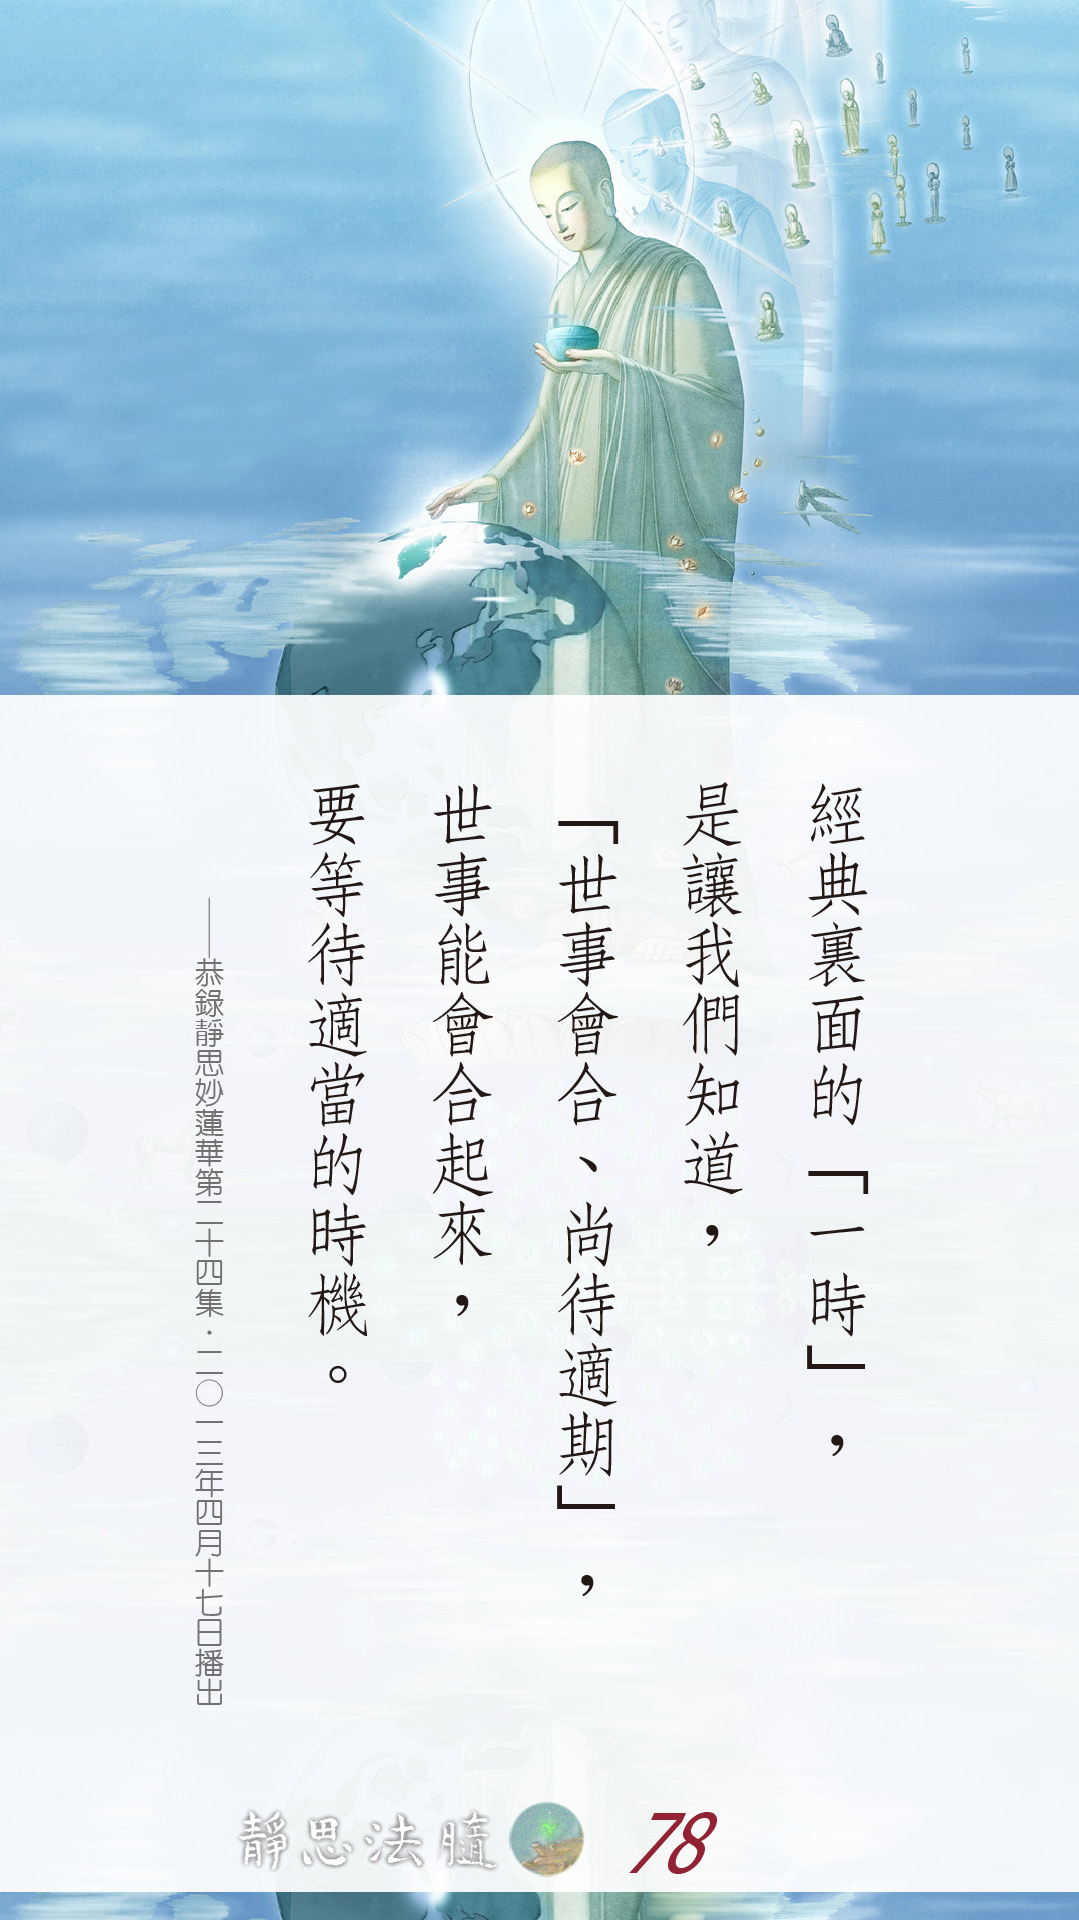 經典裏面的「一時」，
是讓我們知道，
「世事會合、尚待適期」，
世事能會合起來，
要等待適當的時機。
——恭錄靜思妙蓮華第二十四集．二〇一三年四月十七日播出
靜思法髓 78